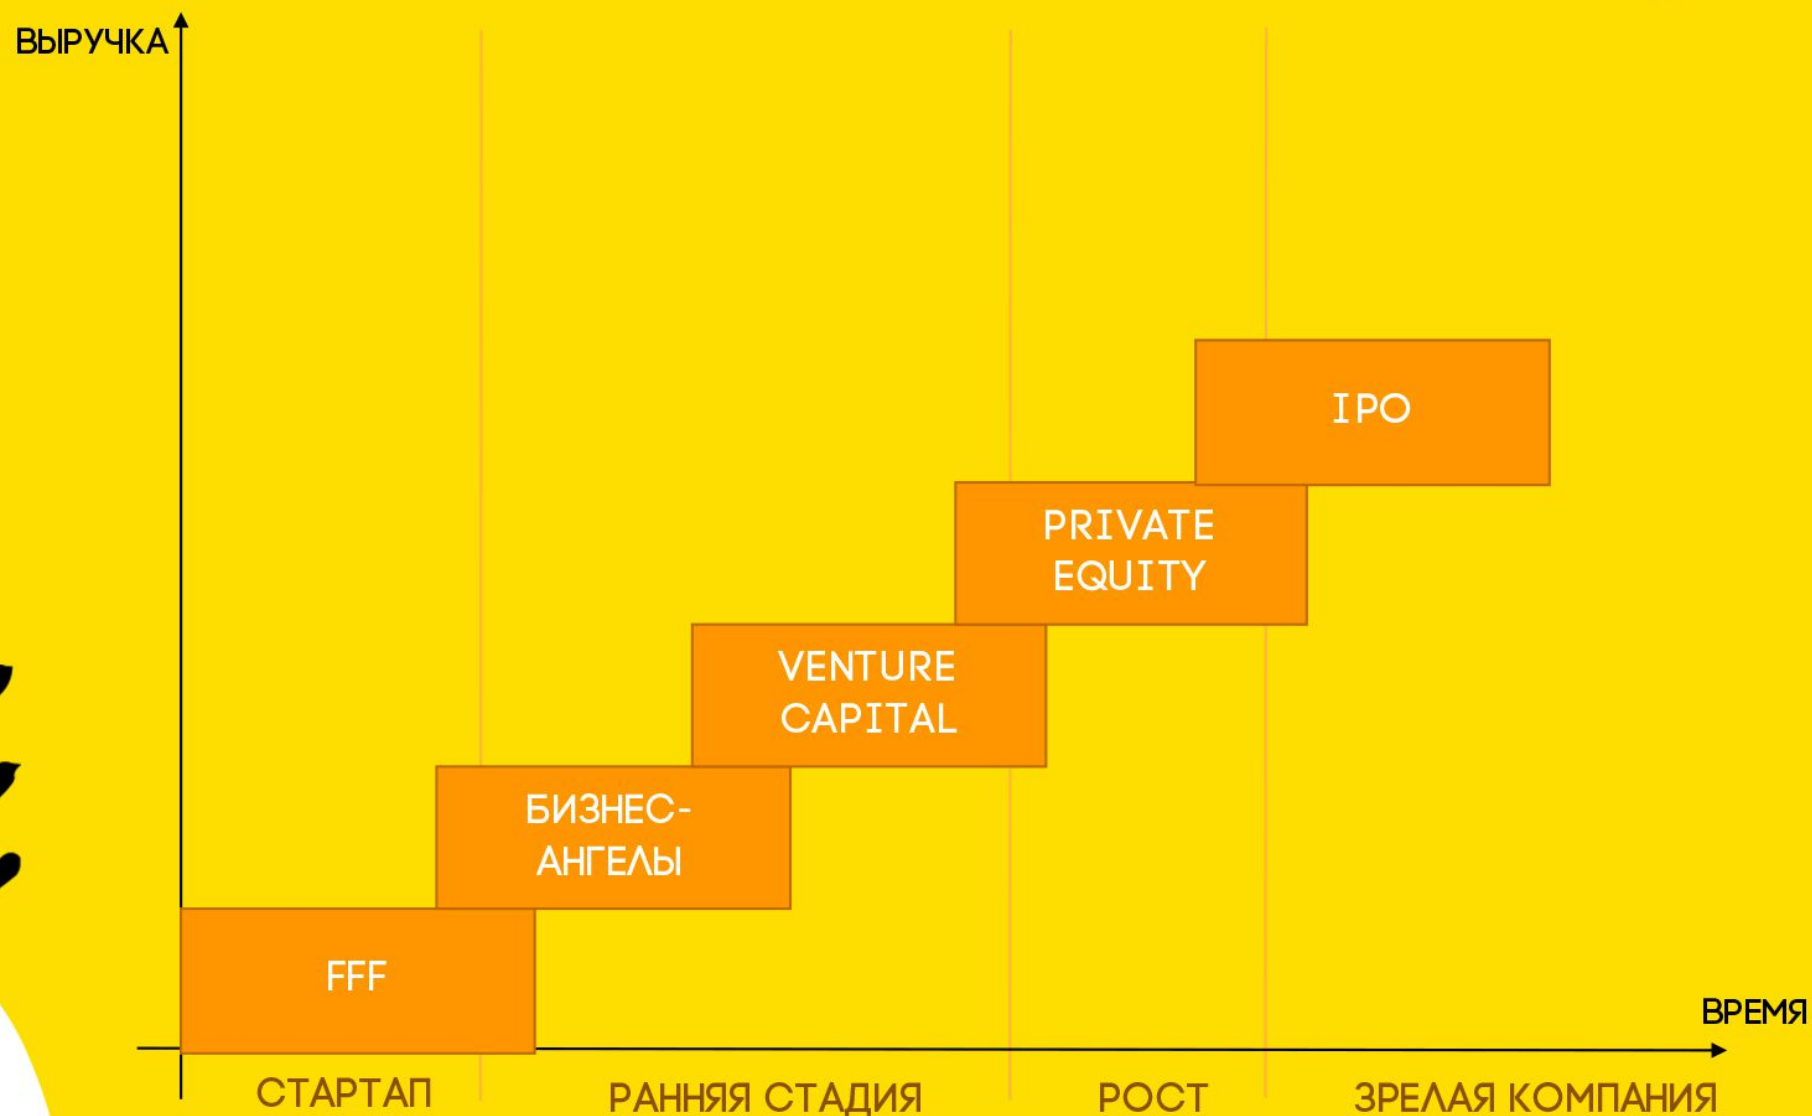 ВЫРУЧКА
IPO
PRIVATE
EQUITY
VENTURE
CAPITAL
БИЗНЕС-
АНГЕЛЫ
FFF
ВРЕМЯ
СТАРТАП
РАННЯЯ СТАДИЯ
РОСТ
ЗРЕЛАЯ КОМПАНИЯ